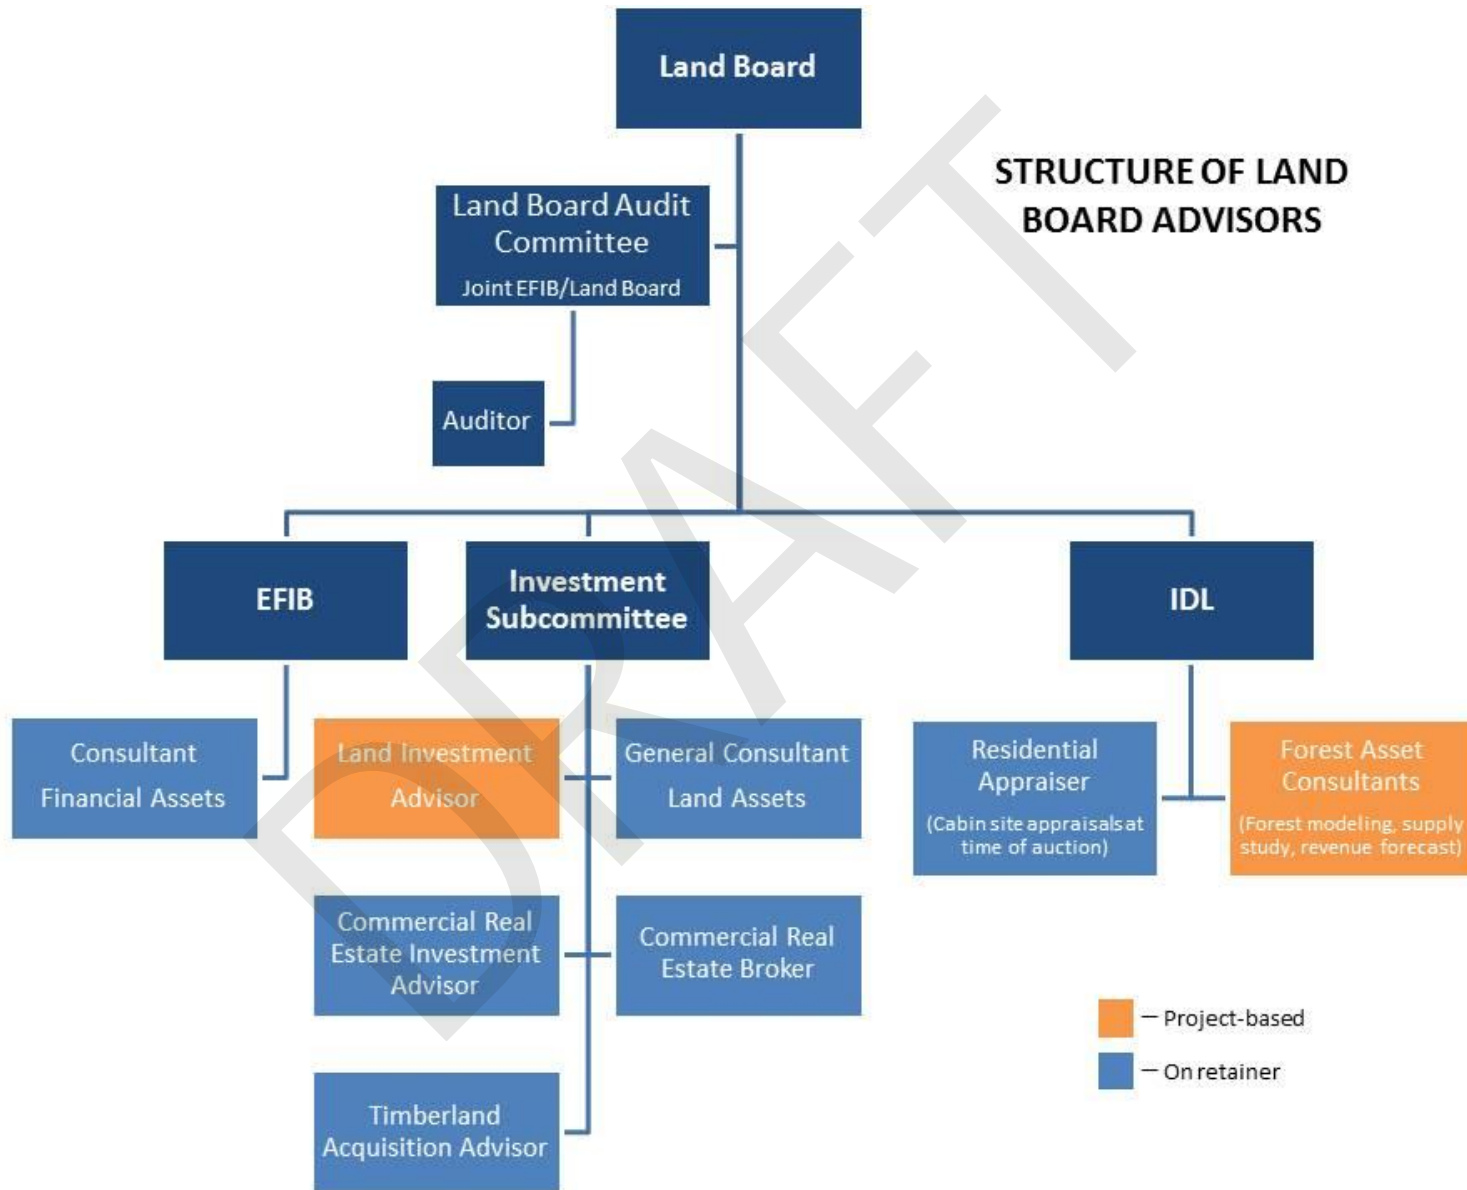 Land Board
STRUCTURE OF LAND
BOARD ADVISORS
Land Board Audit
Committee
Joint EFIB/Land Board
Auditor
EFIB
Investment
Subcommittee
IDL
Consultant
Financial Assets
Land Investment
Advisor
General Consultant
Land Assets
Residential
Appraiser
(Cabin site appraisals at
time of auction)
Forest Asset
Consultants
(Forest modeling, supply
study, revenue forecast)
Commercial Real
Estate Investment
Advisor
Commercial Real
Estate Broker
Timberland
Acquisition Advisor
– Project-based
– On retainer
DRAFT